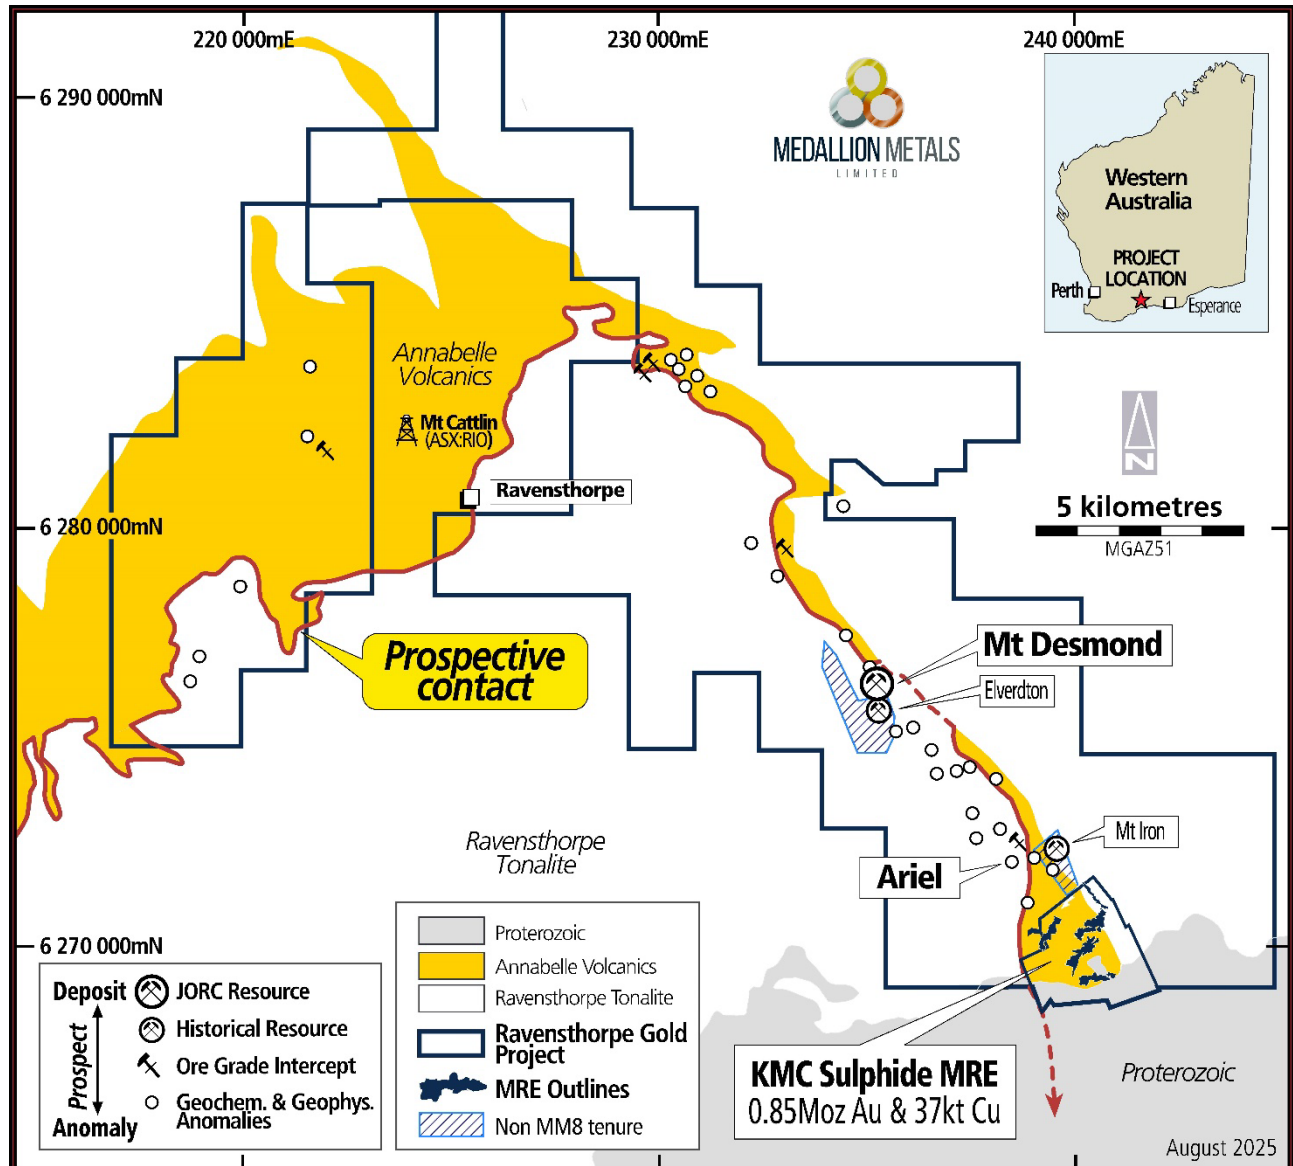 220 000mE
230 000mE
240 000mE
6 290 000mN
MEDALLION METALS
LIMITED
Western
Australia
PROJECT
LOCATION
Perth
Esperance
Annabelle
Volcanics
Mt Cattlin
(ASX:RIO)
Ravensthorpe
N
5 kilometres
MGAZ51
6 280 000mN
Prospective
contact
Mt Desmond
Elverdton
Mt Iron
Ariel
Ravensthorpe
Tonalite
6 270 000mN
Deposit
Prospect
Anomaly
JORC Resource
Historical Resource
Ore Grade Intercept
Geochem. & Geophys.
Anomalies
Proterozoic
Annabelle Volcanics
Ravensthorpe Tonalite
Ravensthorpe Gold
Project
MRE Outlines
Non MM8 tenure
KMC Sulphide MRE
0.85Moz Au & 37kt Cu
Proterozoic
August 2025